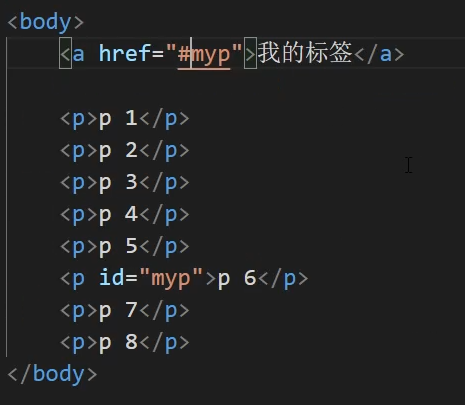 <body>
<a href="#myp">我的标签</a>
<p>p 1</p>
<p>p 2</p>
<p>p 3</p>
<p>p 4</p>
<p>p 5</p>
<p id="myp">p 6</p>
<p>p 7</p>
<p>p 8</p>
</body>